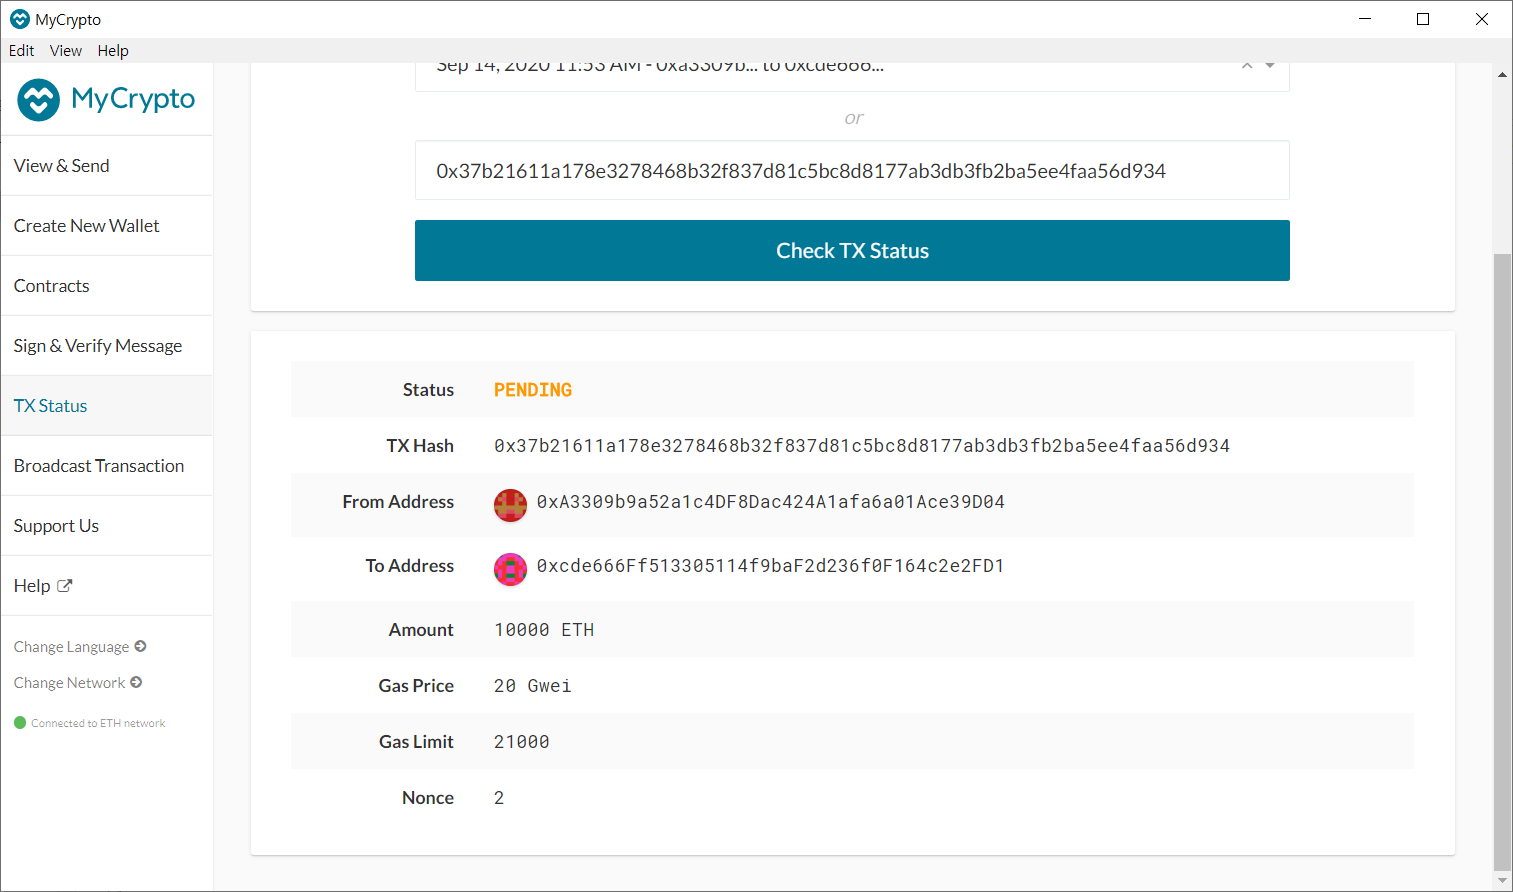 MyCrypto
Edit View Help
MyCrypto
View & Send
Create New Wallet
Contracts
Sign & Verify Message
TX Status
Broadcast Transaction
Support Us
Help
Change Language
Change Network
Connected to ETH network
Sep 14, 2020 11:53 AM - 0xa3309b... to 0xcde666...
or
0x37b21611a178e3278468b32f837d81c5bc8d8177ab3db3fb2ba5ee4faa56d934
Check TX Status
Status PENDING
TX Hash 0x37b21611a178e3278468b32f837d81c5bc8d8177ab3db3fb2ba5ee4faa56d934
From Address 0xA3309b9a52a1c4DF8Dac424A1afa6a01Ace39D04
To Address 0xcde666Ff513305114f9baF2d236f0F164c2e2FD1
Amount 10000 ETH
Gas Price 20 Gwei
Gas Limit 21000
Nonce 2